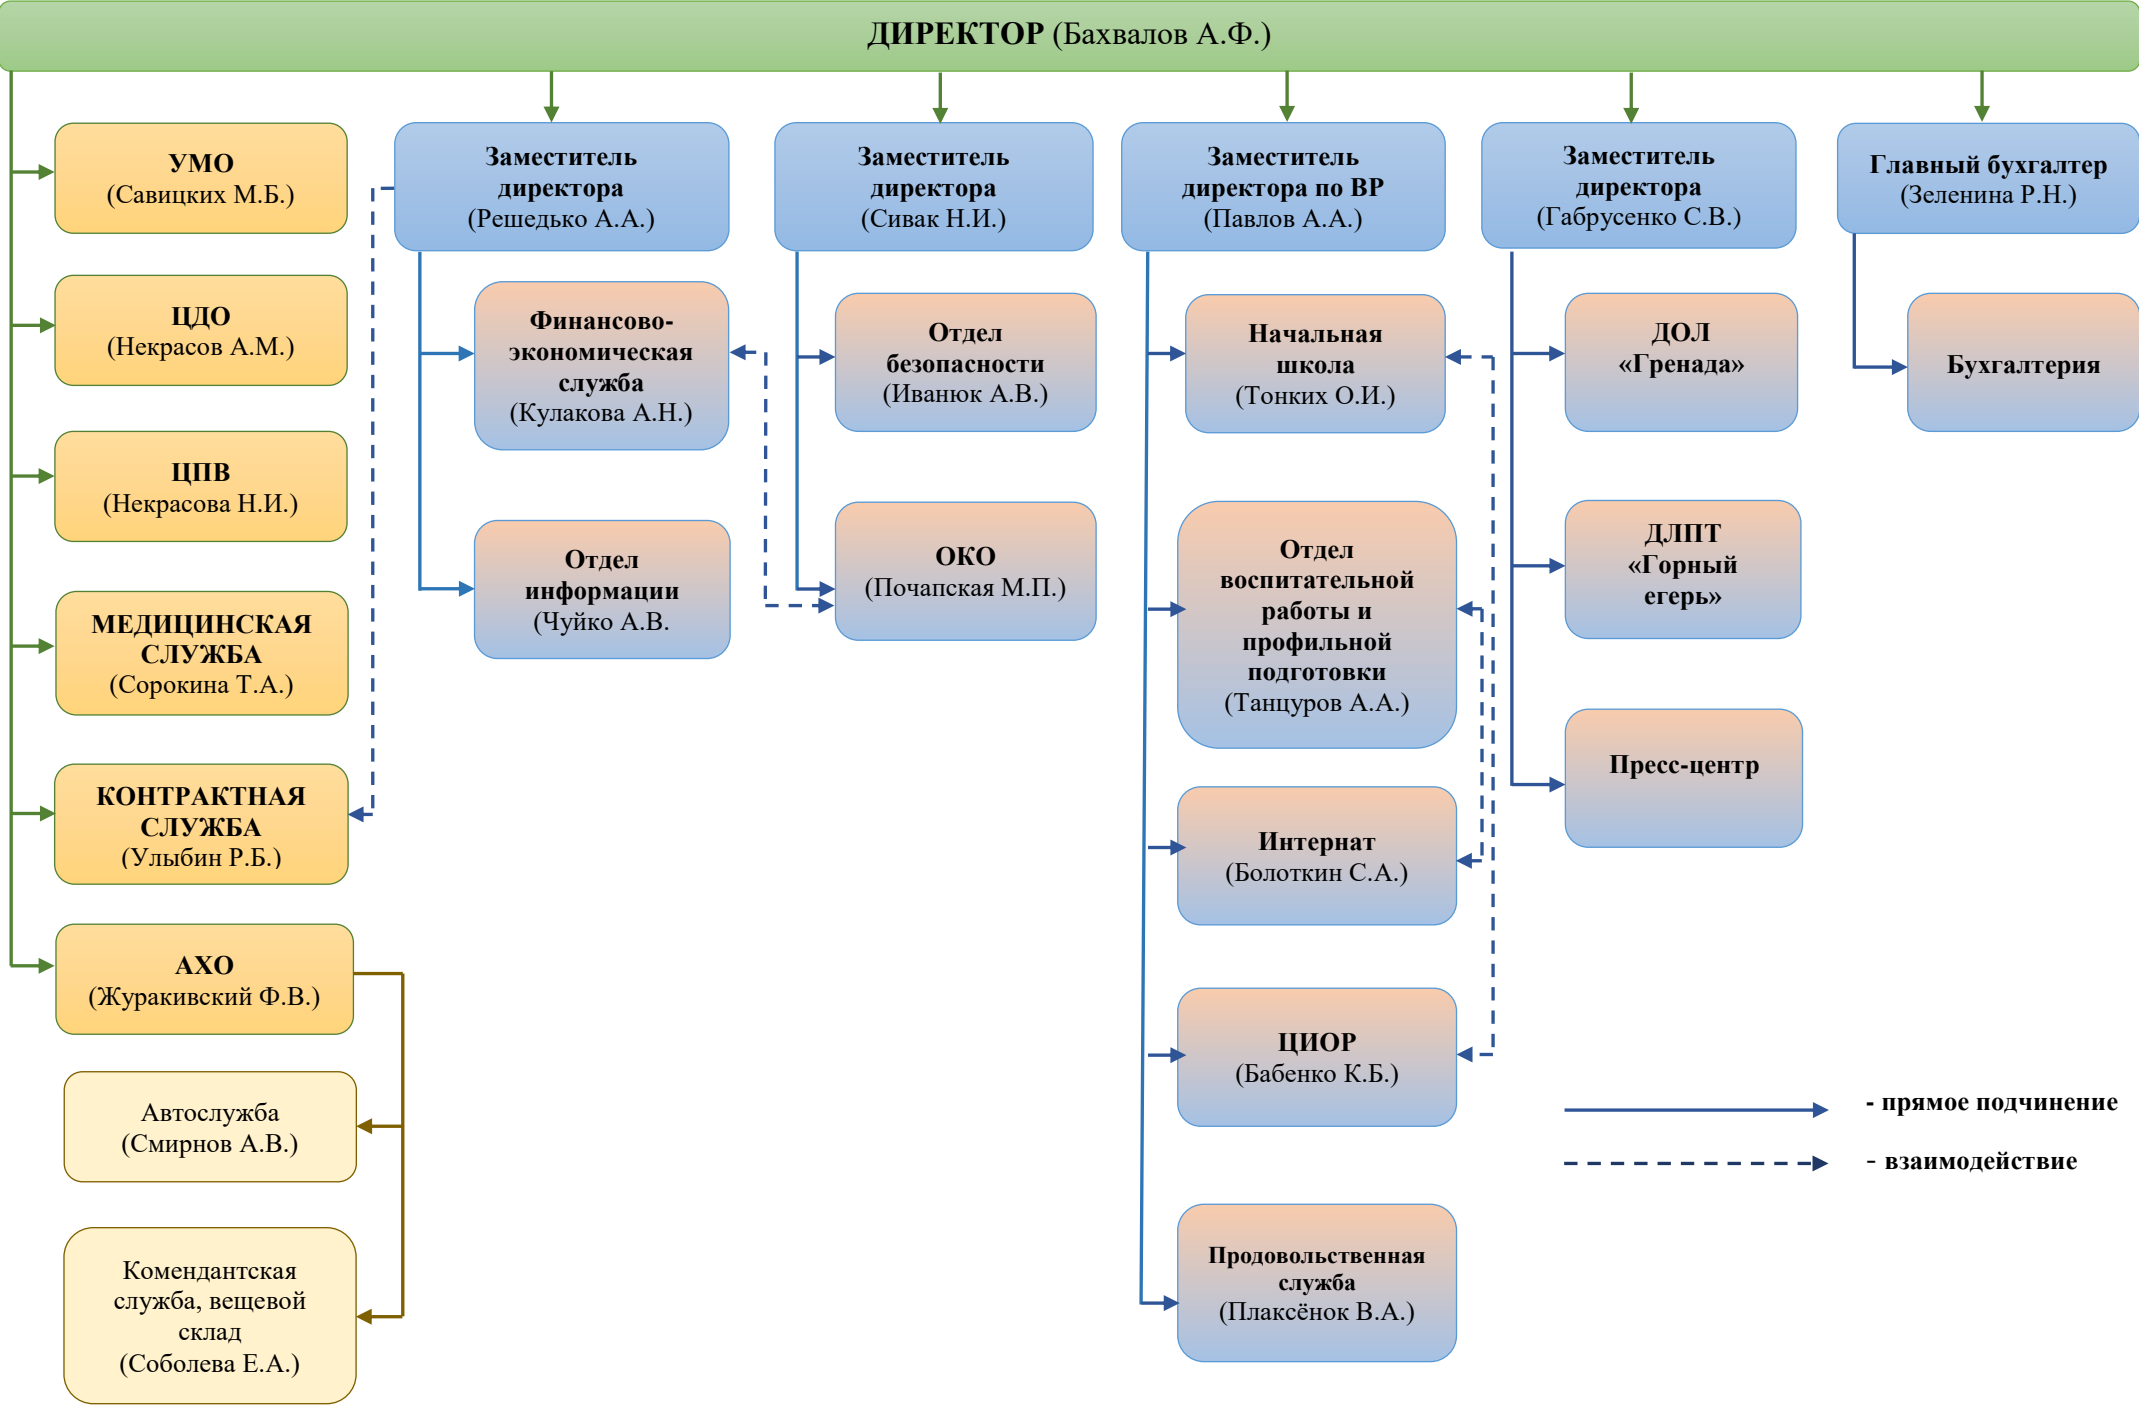 ДИРЕКТОР (Бахвалов А.Ф.)
УМО
(Савицких М.Б.)
ЦДО
(Некрасов А.М.)
ЦПВ
(Некрасова Н.И.)
МЕДИЦИНСКАЯ
СЛУЖБА
(Сорокина Т.А.)
КОНТРАКТНАЯ
СЛУЖБА
(Улыбин Р.Б.)
АХО
(Журакивский Ф.В.)
Автослужба
(Смирнов А.В.)
Комендантская
служба, вещевой
склад
(Соболева Е.А.)
Заместитель
директора
(Решедько А.А.)
Финансово-
экономическая
служба
(Кулакова А.Н.)
Отдел
информации
(Чуйко А.В.
Заместитель
директора
(Сивак Н.И.)
Отдел
безопасности
(Иванюк А.В.)
ОКО
(Почапская М.П.)
Заместитель
директора по ВР
(Павлов А.А.)
Начальная
школа
(Тонких О.И.)
Отдел
воспитательной
работы и
профильной
подготовки
(Танцуров А.А.)
Интернат
(Болоткин С.А.)
ЦИОР
(Бабенко К.Б.)
Продовольственная
служба
(Плаксёнок В.А.)
Заместитель
директора
(Габрусенко С.В.)
ДОЛ
«Гренада»
ДЛПТ
«Горный
егерь»
Пресс-центр
Главный бухгалтер
(Зеленина Р.Н.)
Бухгалтерия
- прямое подчинение
- взаимодействие